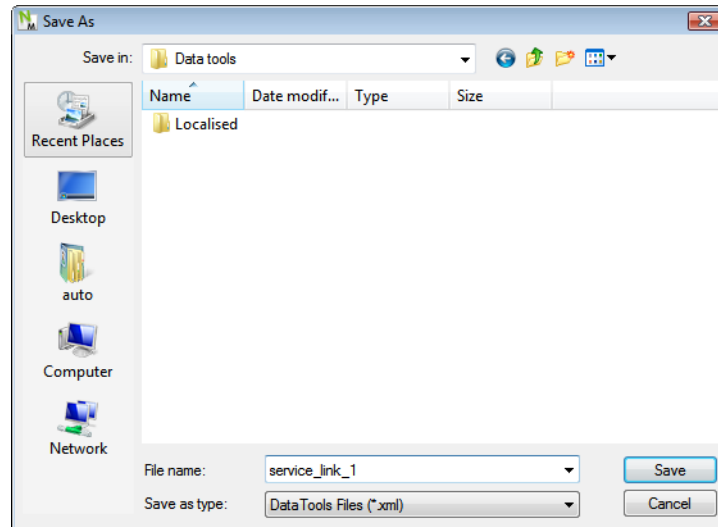 Save As
Save in: Data tools
Name Date modif... Type Size
Localised
Recent Places
Desktop
auto
Computer
Network
File name: service_link_1 Save
Save as type: DataTools Files (*.xml) Cancel